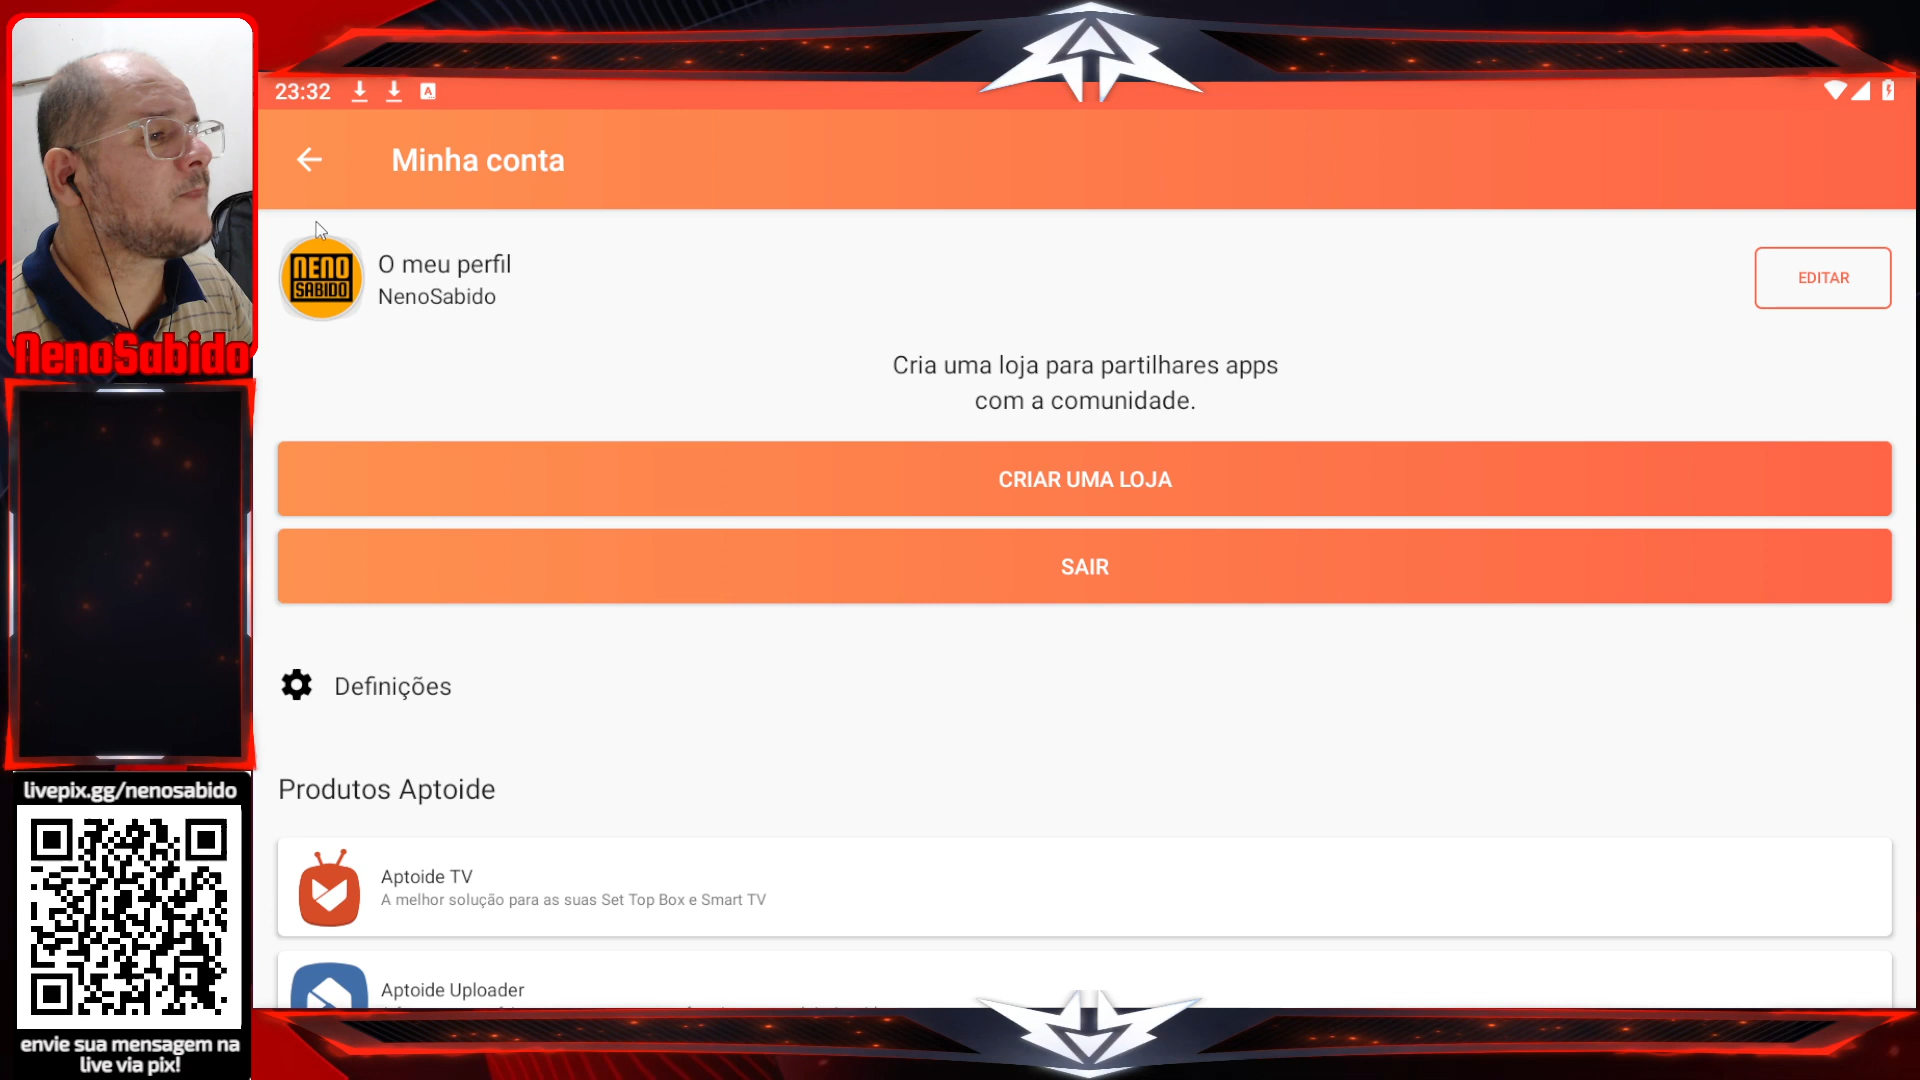 23:32
Minha conta
NENO
SABIDO
O meu perfil
NenoSabido
EDITAR
Cria uma loja para partilhares apps
com a comunidade.
CRIAR UMA LOJA
SAIR
Definições
Produtos Aptoide
Aptoide TV
A melhor solução para as suas Set Top Box e Smart TV
Aptoide Uploader
NenoSabido
livepix.gg/nenosabido
envie sua mensagem na
live via pix!